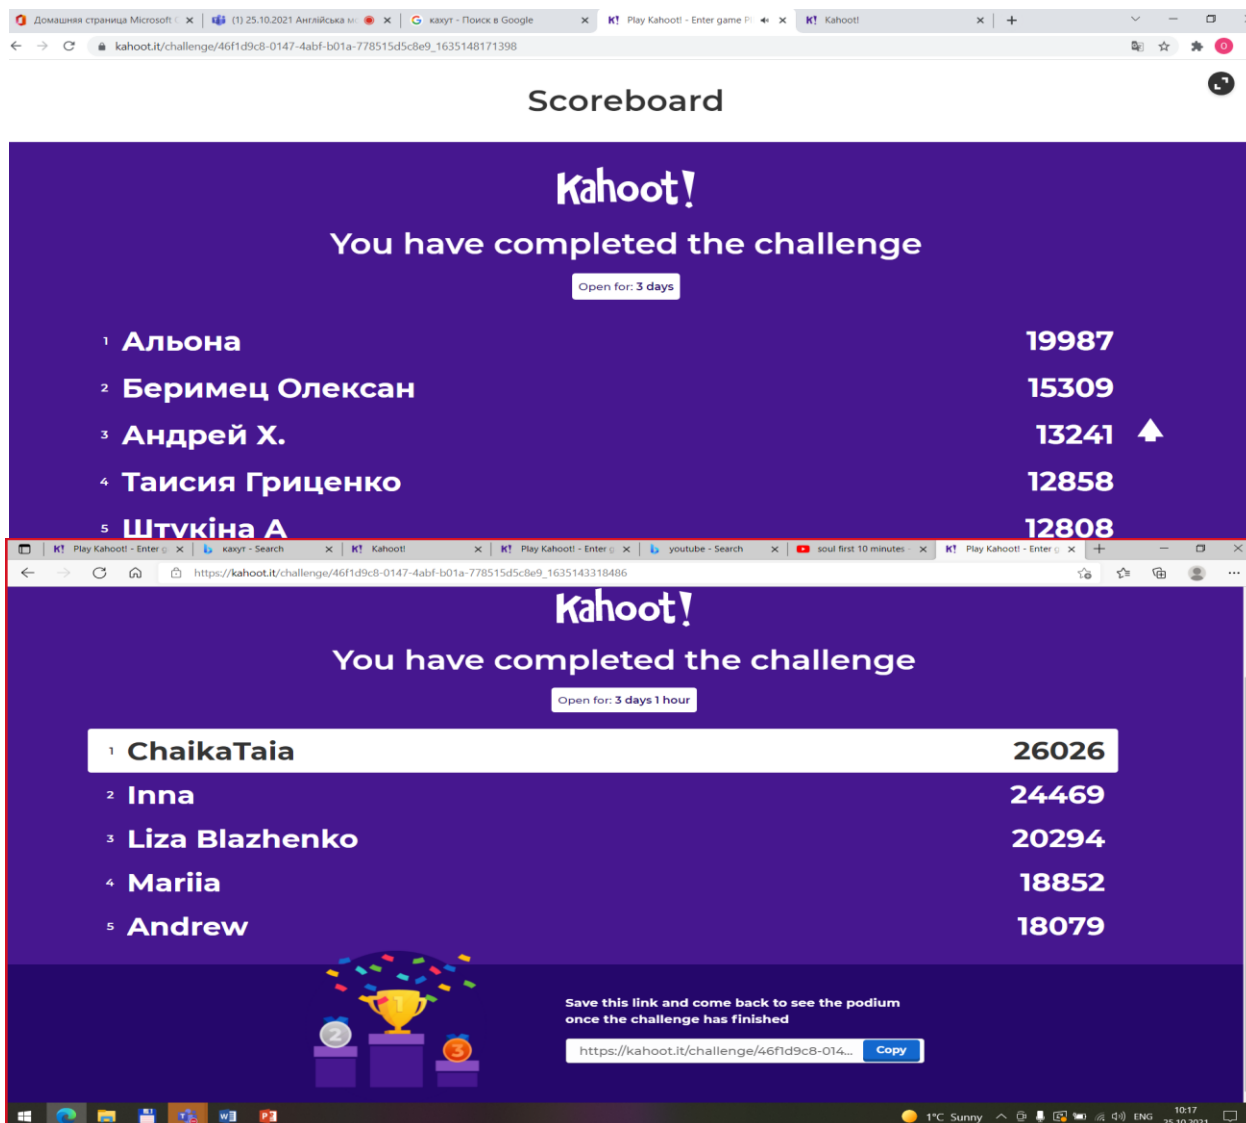 Домашняя страница Microsoft (1) 25.10.2021 Англійська мо кахут - Поиск в Google Play Kahoot! - Enter game P Kahoot!
kahoot.it/challenge/46f1d9c8-0147-4abf-b01a-778515d5c8e9_1635148171398
Scoreboard
Kahoot!
You have completed the challenge
Open for: 3 days
1 Альона 19987
2 Беримец Олексан 15309
3 Андрей Х. 13241
4 Таисия Гриценко 12858
5 Штукіна А 12808
Play Kahoot! - Enter g кахут - Search Kahoot! Play Kahoot! - Enter g youtube - Search soul first 10 minutes - Play Kahoot! - Enter g
https://kahoot.it/challenge/46f1d9c8-0147-4abf-b01a-778515d5c8e9_1635143318486
Kahoot!
You have completed the challenge
Open for: 3 days 1 hour
1 ChaikaTaia 26026
2 Inna 24469
3 Liza Blazhenko 20294
4 Mariia 18852
5 Andrew 18079
1
2
3
Save this link and come back to see the podium
once the challenge has finished
https://kahoot.it/challenge/46f1d9c8-014... Copy
1°C Sunny ENG 10:17
25.10.2021